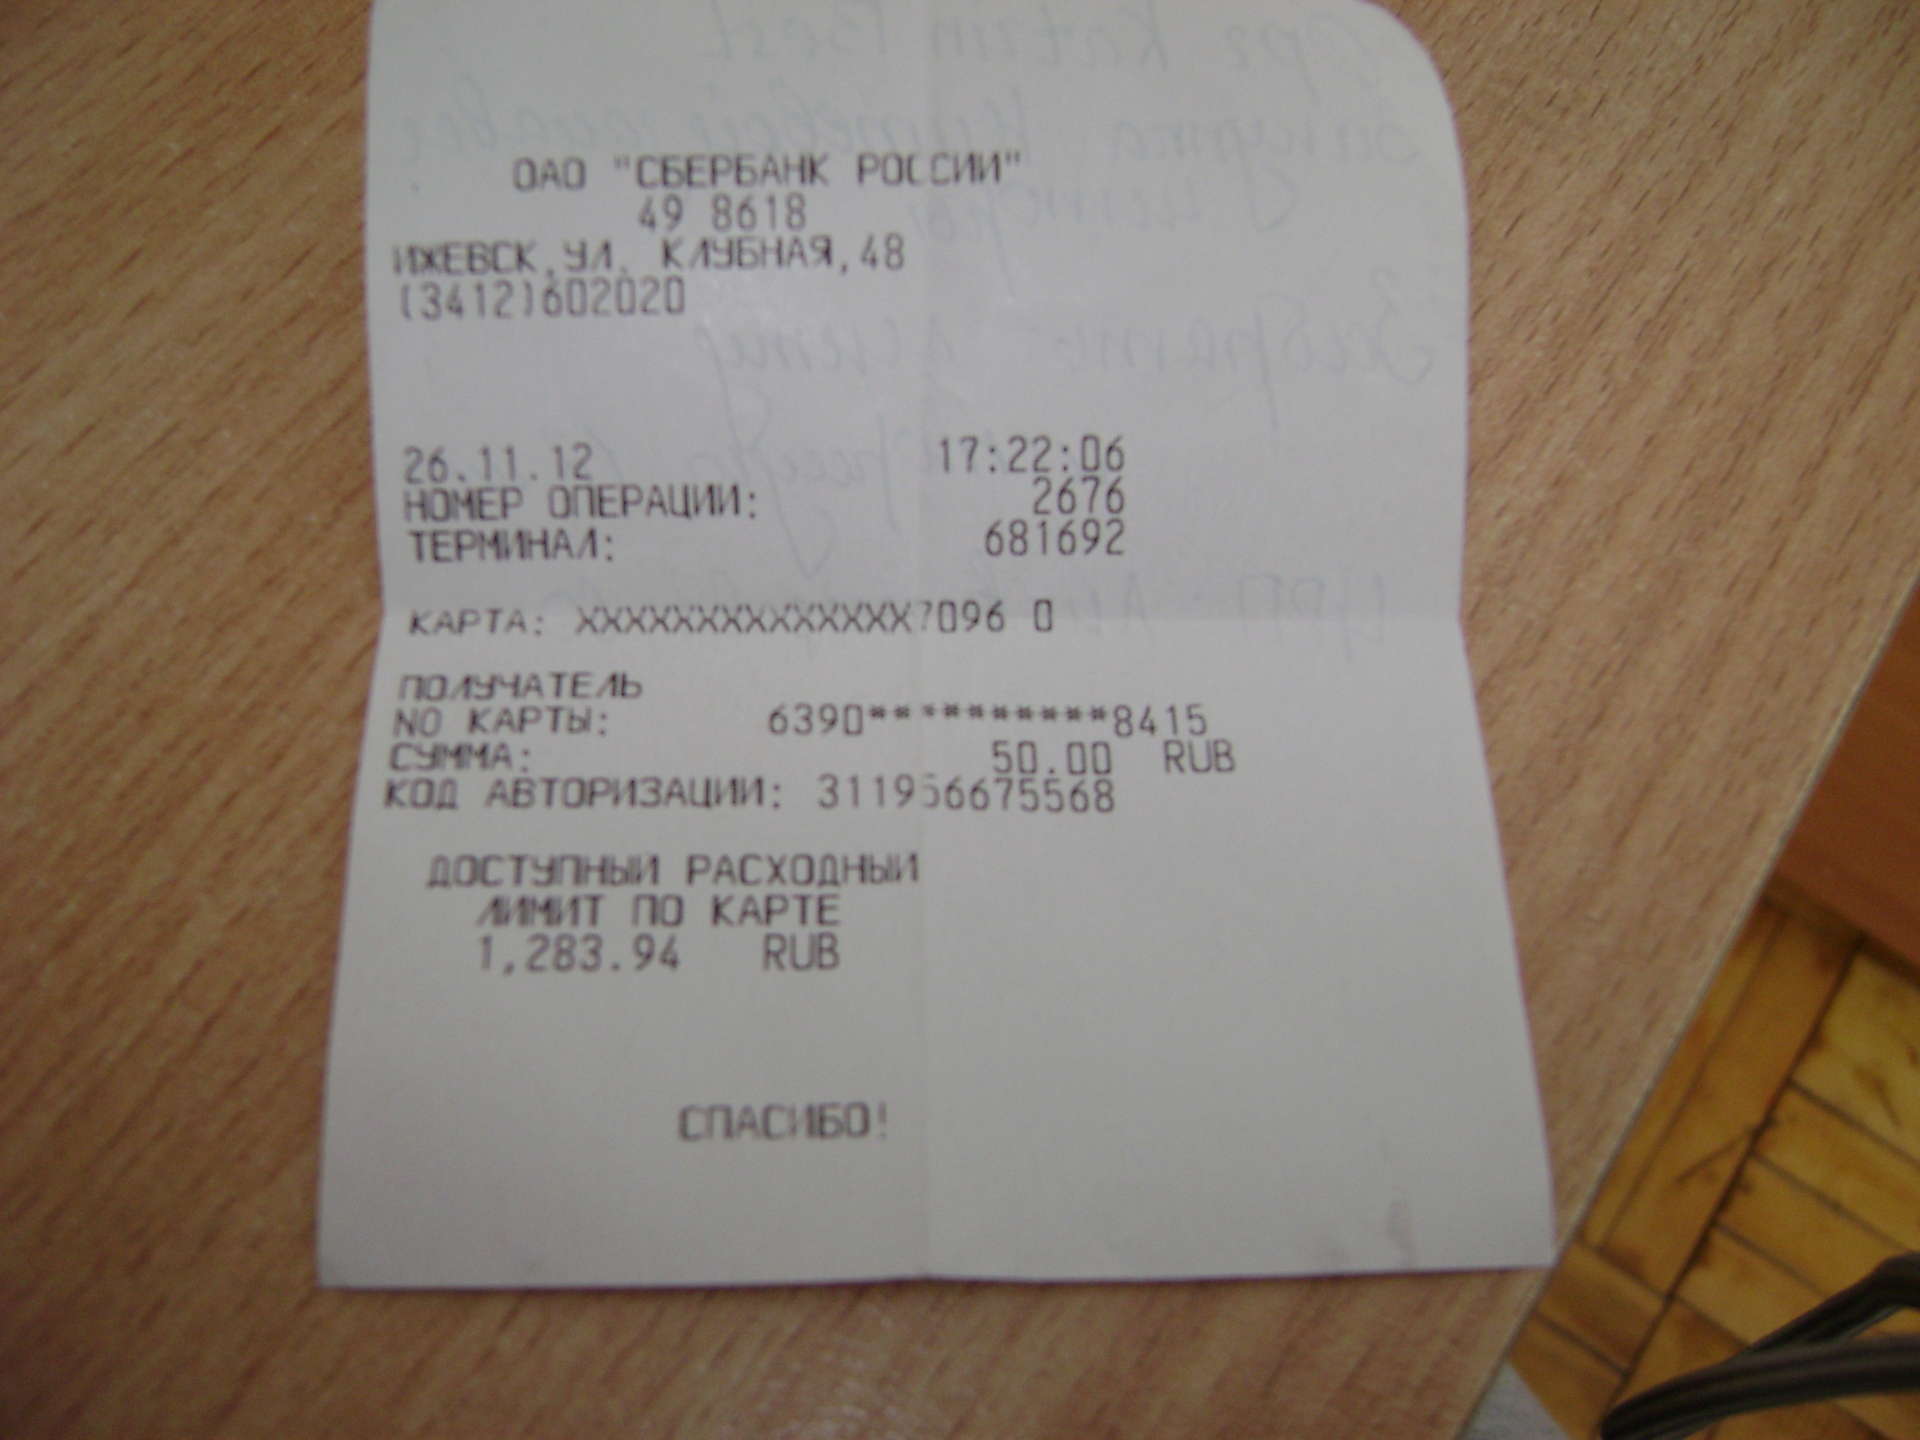 ОАО "СБЕРБАНК РОССИИ"
49 8618
ИЖЕВСК,УЛ. КЛУБНАЯ,48
(3412)602020
26.11.12 17:22:06
НОМЕР ОПЕРАЦИИ: 2676
ТЕРМИНАЛ: 681692
КАРТА: XXXXXXXXXXXXXX7096 0
ПОЛУЧАТЕЛЬ
NO КАРТЫ: 6390**********8415
СУММА: 50.00 RUB
КОД АВТОРИЗАЦИИ: 311956675568
ДОСТУПНЫЙ РАСХОДНЫЙ
ЛИМИТ ПО КАРТЕ
1,283.94 RUB
СПАСИБО!